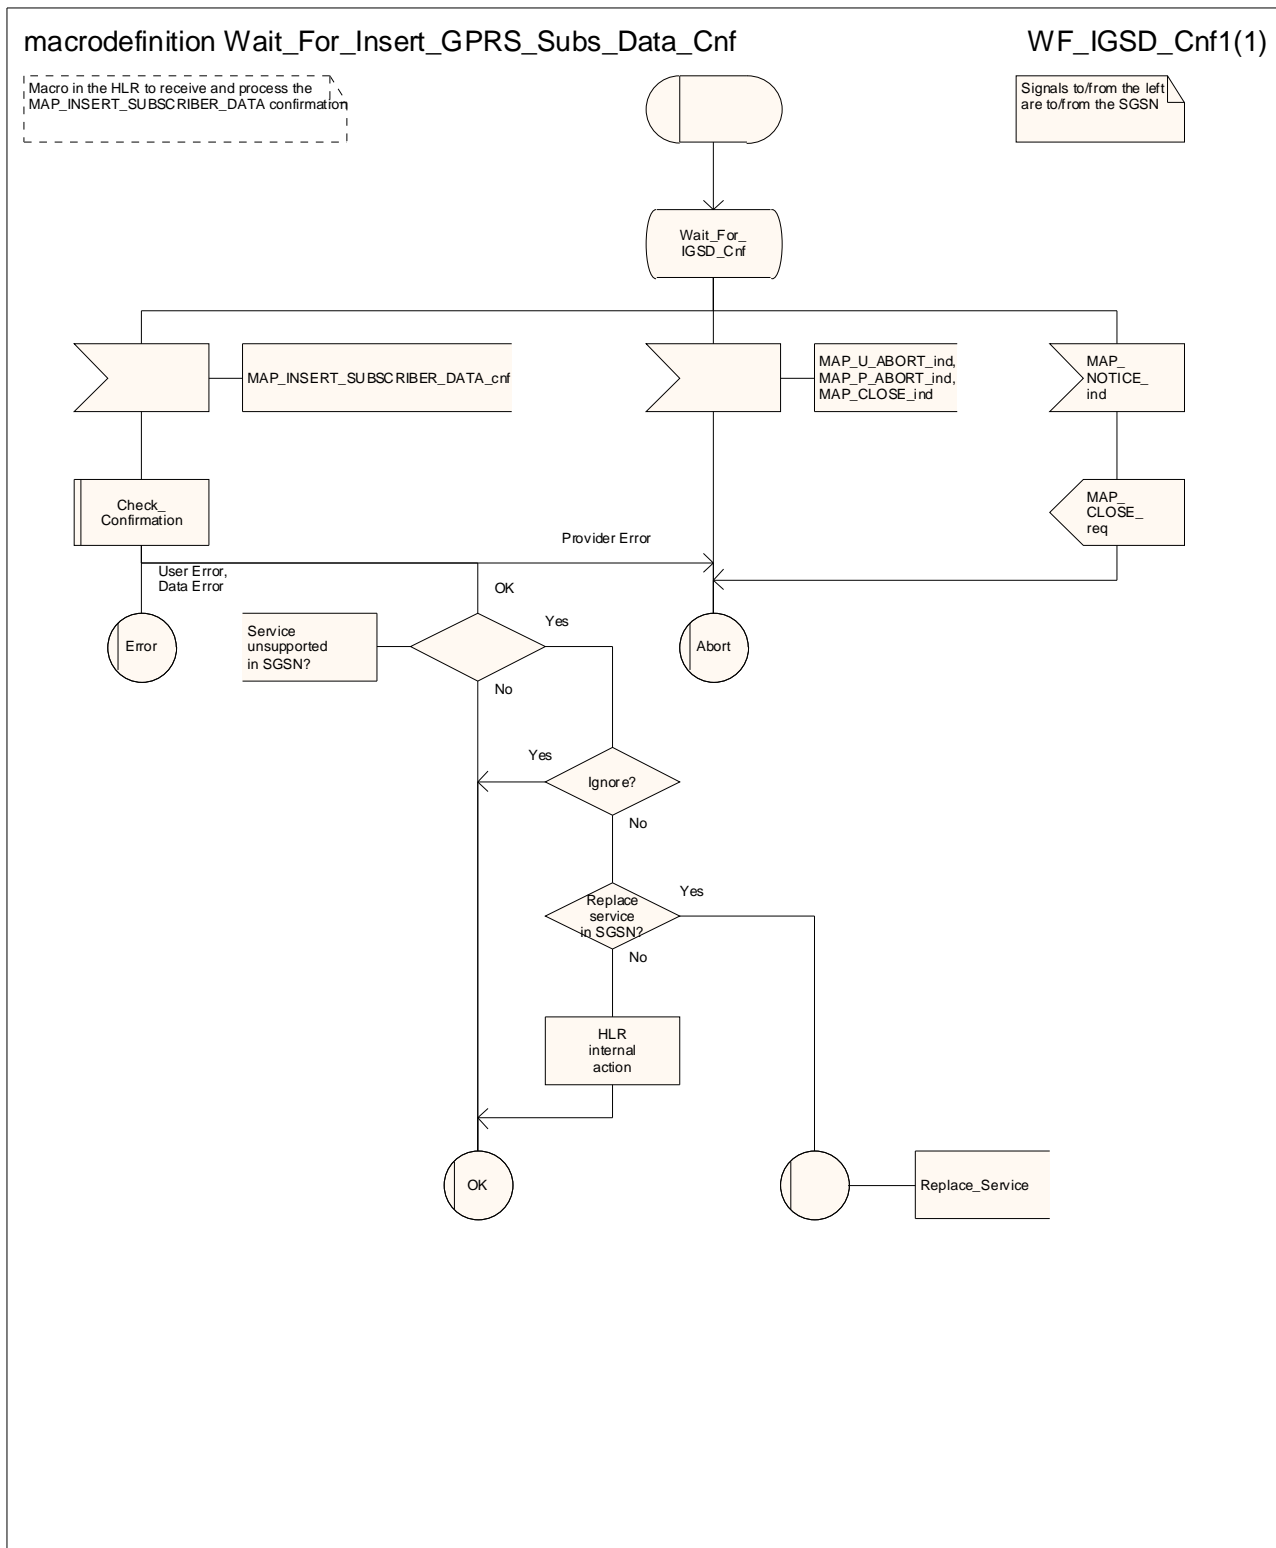 macrodefinition Wait_For_Insert_GPRS_Subs_Data_Cnf
WF_IGSD_Cnf1(1)
Macro in the HLR to receive and process the
MAP_INSERT_SUBSCRIBER_DATA confirmation
Signals to/from the left
are to/from the SGSN
Wait_For_
IGSD_Cnf
MAP_INSERT_SUBSCRIBER_DATA_cnf
MAP_U_ABORT_ind,
MAP_P_ABORT_ind,
MAP_CLOSE_ind
MAP_
NOTICE_
ind
Check_
Confirmation
MAP_
CLOSE_
req
Provider Error
User Error,
Data Error
OK
Error
Service
unsupported
in SGSN?
Yes
Abort
No
Yes
Ignore?
No
Replace
service
in SGSN?
Yes
No
HLR
internal
action
OK
Replace_Service